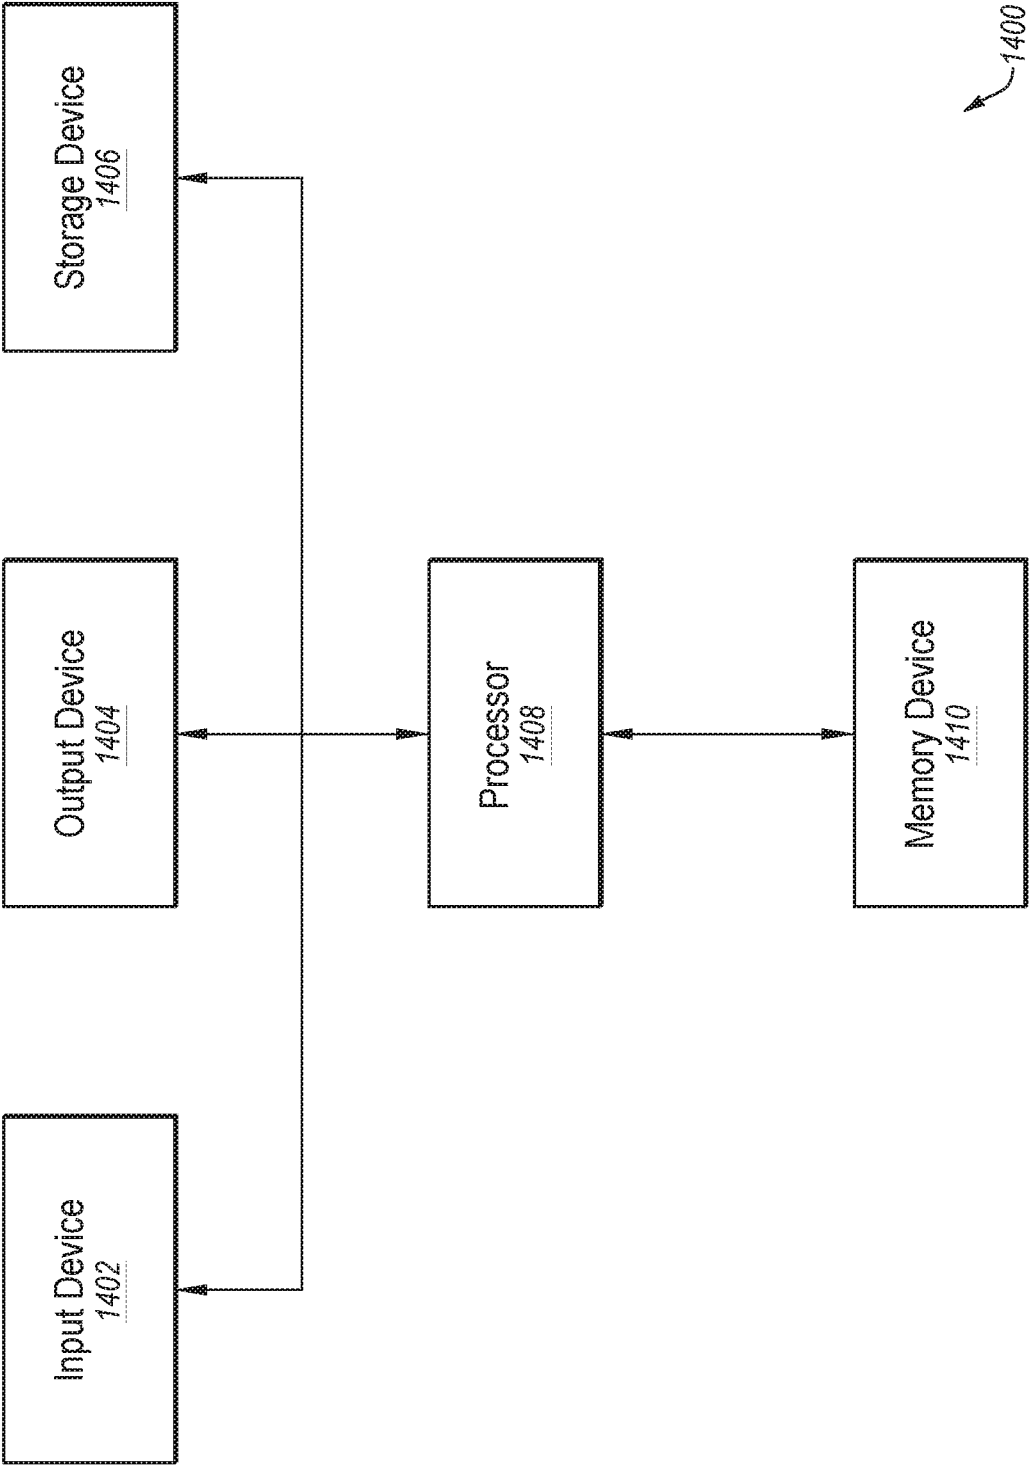 Input Device
1402
Output Device
1404
Storage Device
1406
Processor
1408
Memory Device
1410
1400